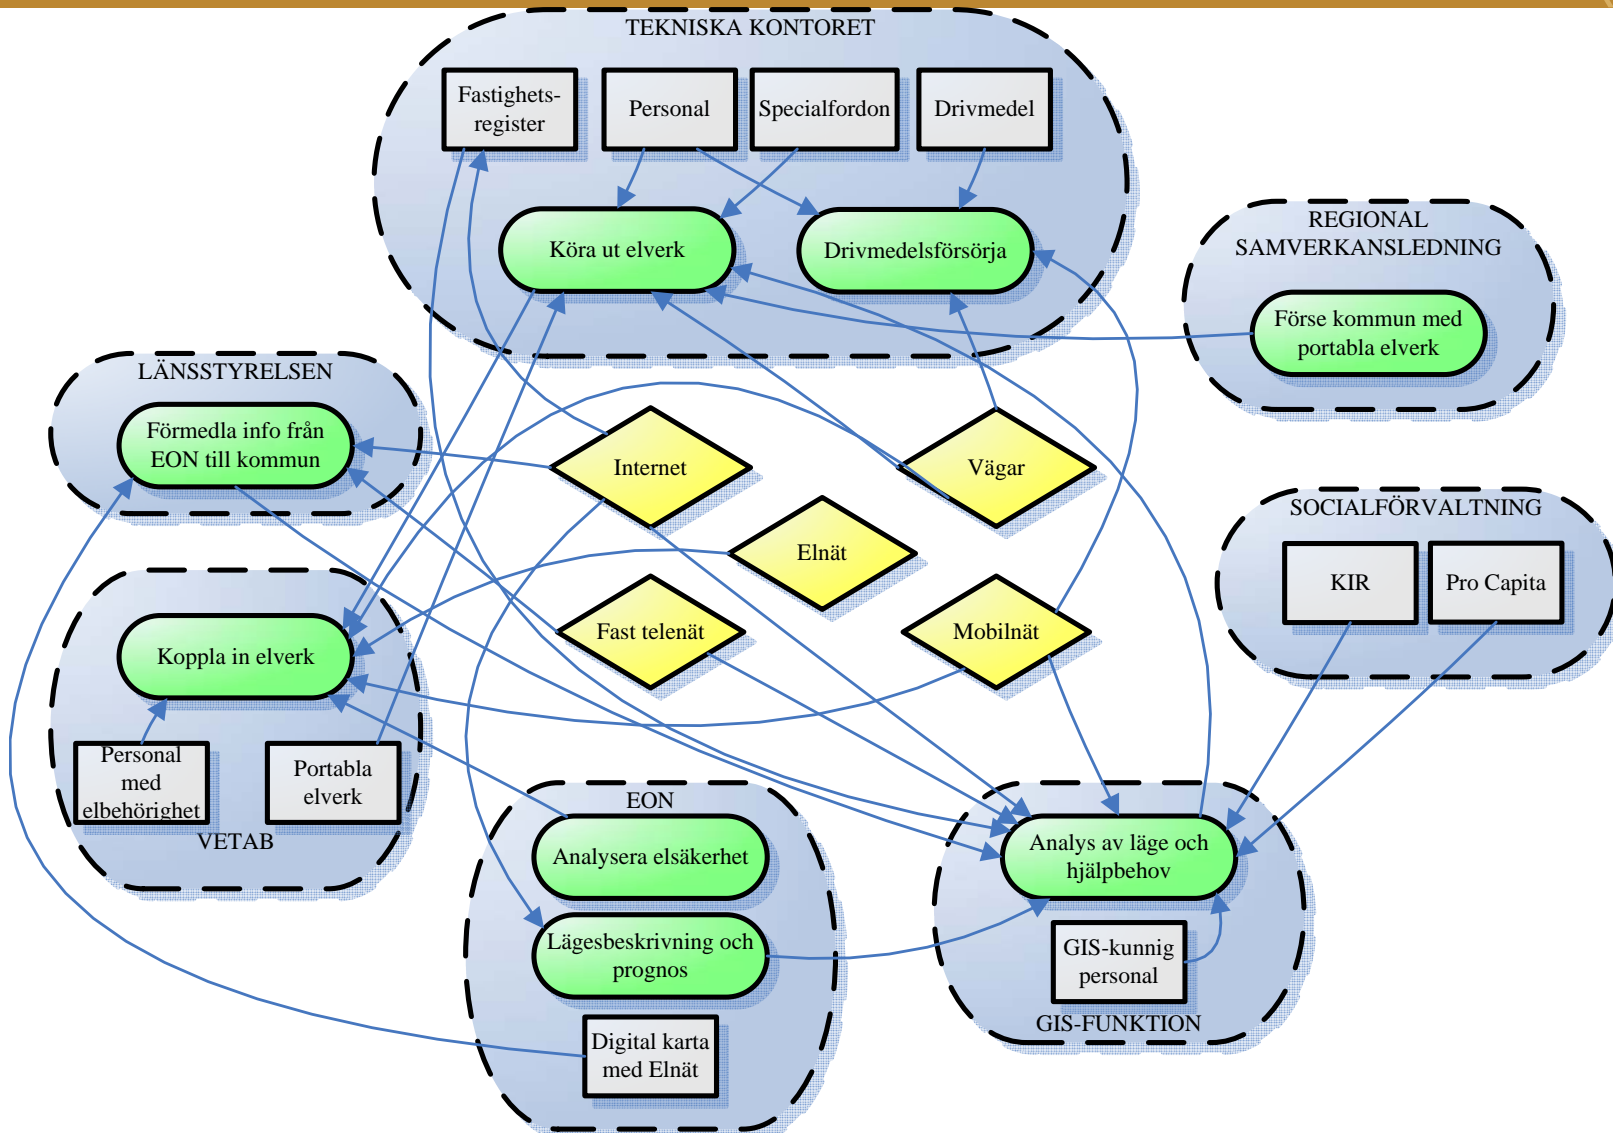 TEKNISKA KONTORET
Fastighets-
register
Personal
Specialfordon
Drivmedel
Köra ut elverk
Drivmedelsförsörja
REGIONAL
SAMVERKANSLEDNING
Förse kommun med
portabla elverk
LÄNSSTYRELSEN
Förmedla info från
EON till kommun
Internet
Vägar
Elnät
Fast telenät
Mobilnät
SOCIALFÖRVALTNING
KIR
Pro Capita
Koppla in elverk
Personal
med
elbehörighet
Portabla
elverk
VETAB
EON
Analysera elsäkerhet
Lägesbeskrivning och
prognos
Digital karta
med Elnät
Analys av läge och
hjälpbehov
GIS-kunnig
personal
GIS-FUNKTION